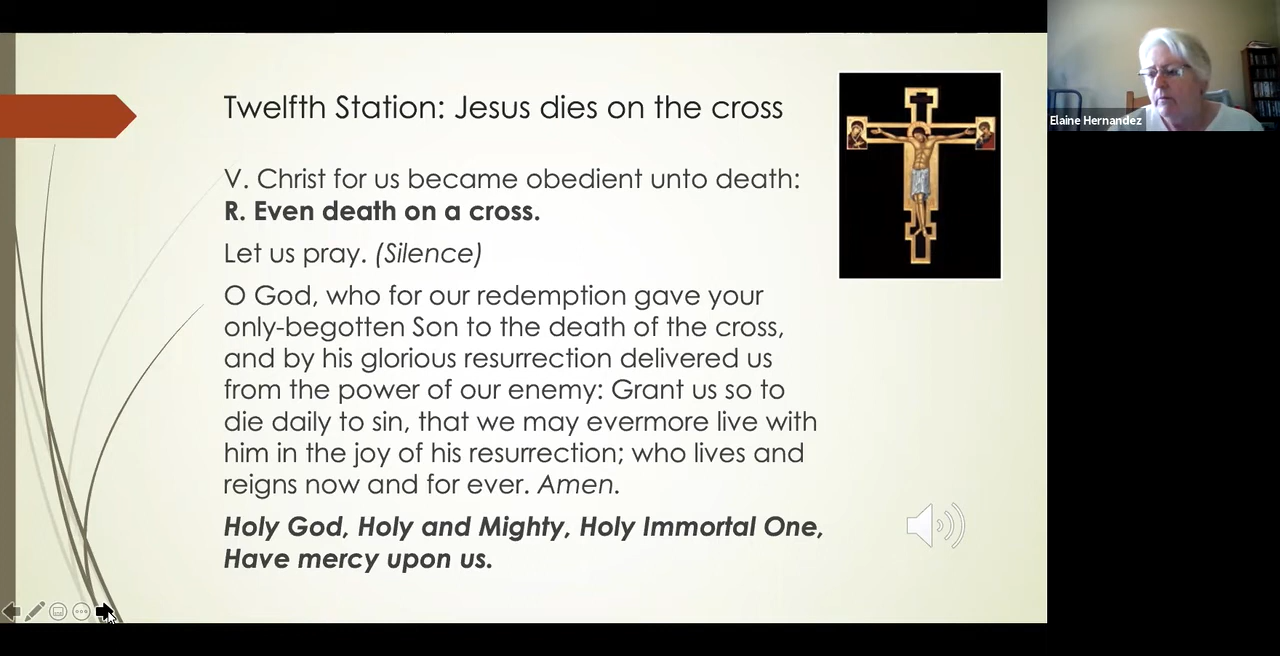 Twelfth Station: Jesus dies on the cross
V. Christ for us became obedient unto death:
R. Even death on a cross.
Let us pray. (Silence)
O God, who for our redemption gave your
only-begotten Son to the death of the cross,
and by his glorious resurrection delivered us
from the power of our enemy: Grant us so to
die daily to sin, that we may evermore live with
him in the joy of his resurrection; who lives and
reigns now and for ever. Amen.
Holy God, Holy and Mighty, Holy Immortal One,
Have mercy upon us.
Elaine Hernandez